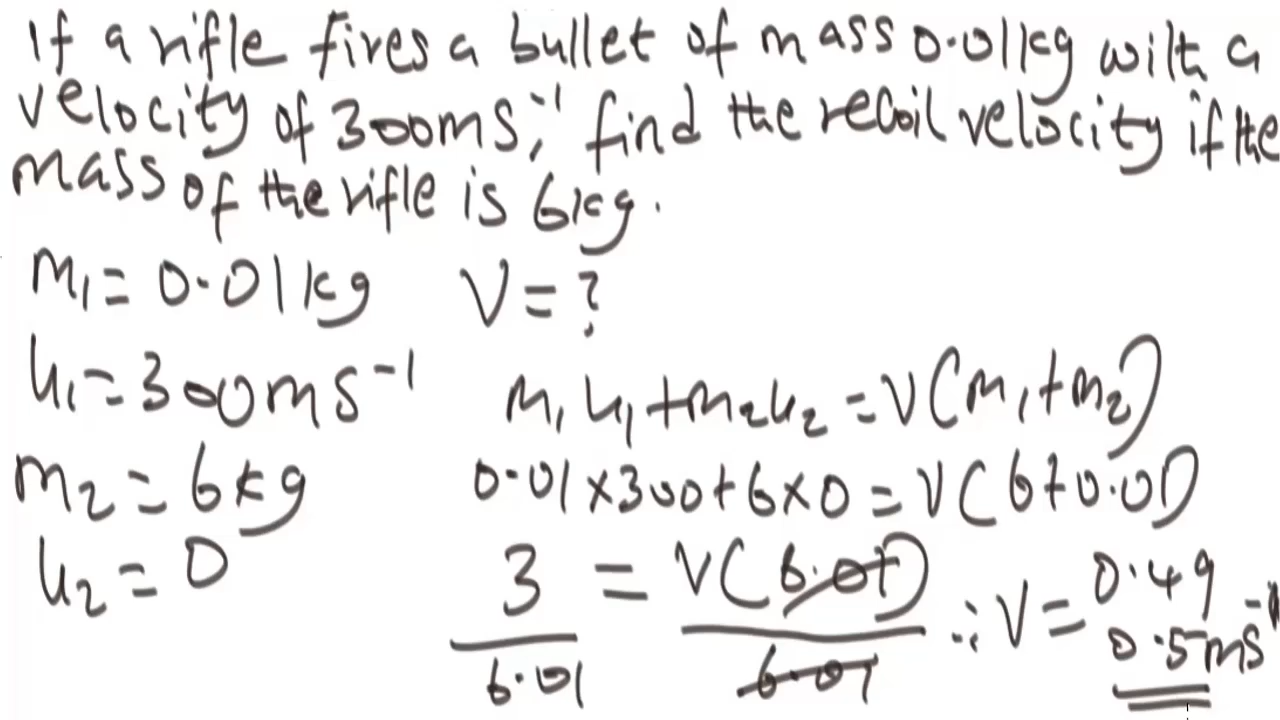 If a rifle fires a bullet of mass 0.01kg with a
velocity of 300ms⁻¹, find the recoil velocity if the
mass of the rifle is 6kg.
m₁ = 0.01kg V = ?
u₁ = 300ms⁻¹ m₁u₁+m₂u₂ = V(m₁+m₂)
m₂ = 6kg 0.01×300+6×0 = V(6+0.01)
u₂ = 0 3/6.01 = V(6.01)/6.01 ∴ V = 0.49
0.5ms⁻¹